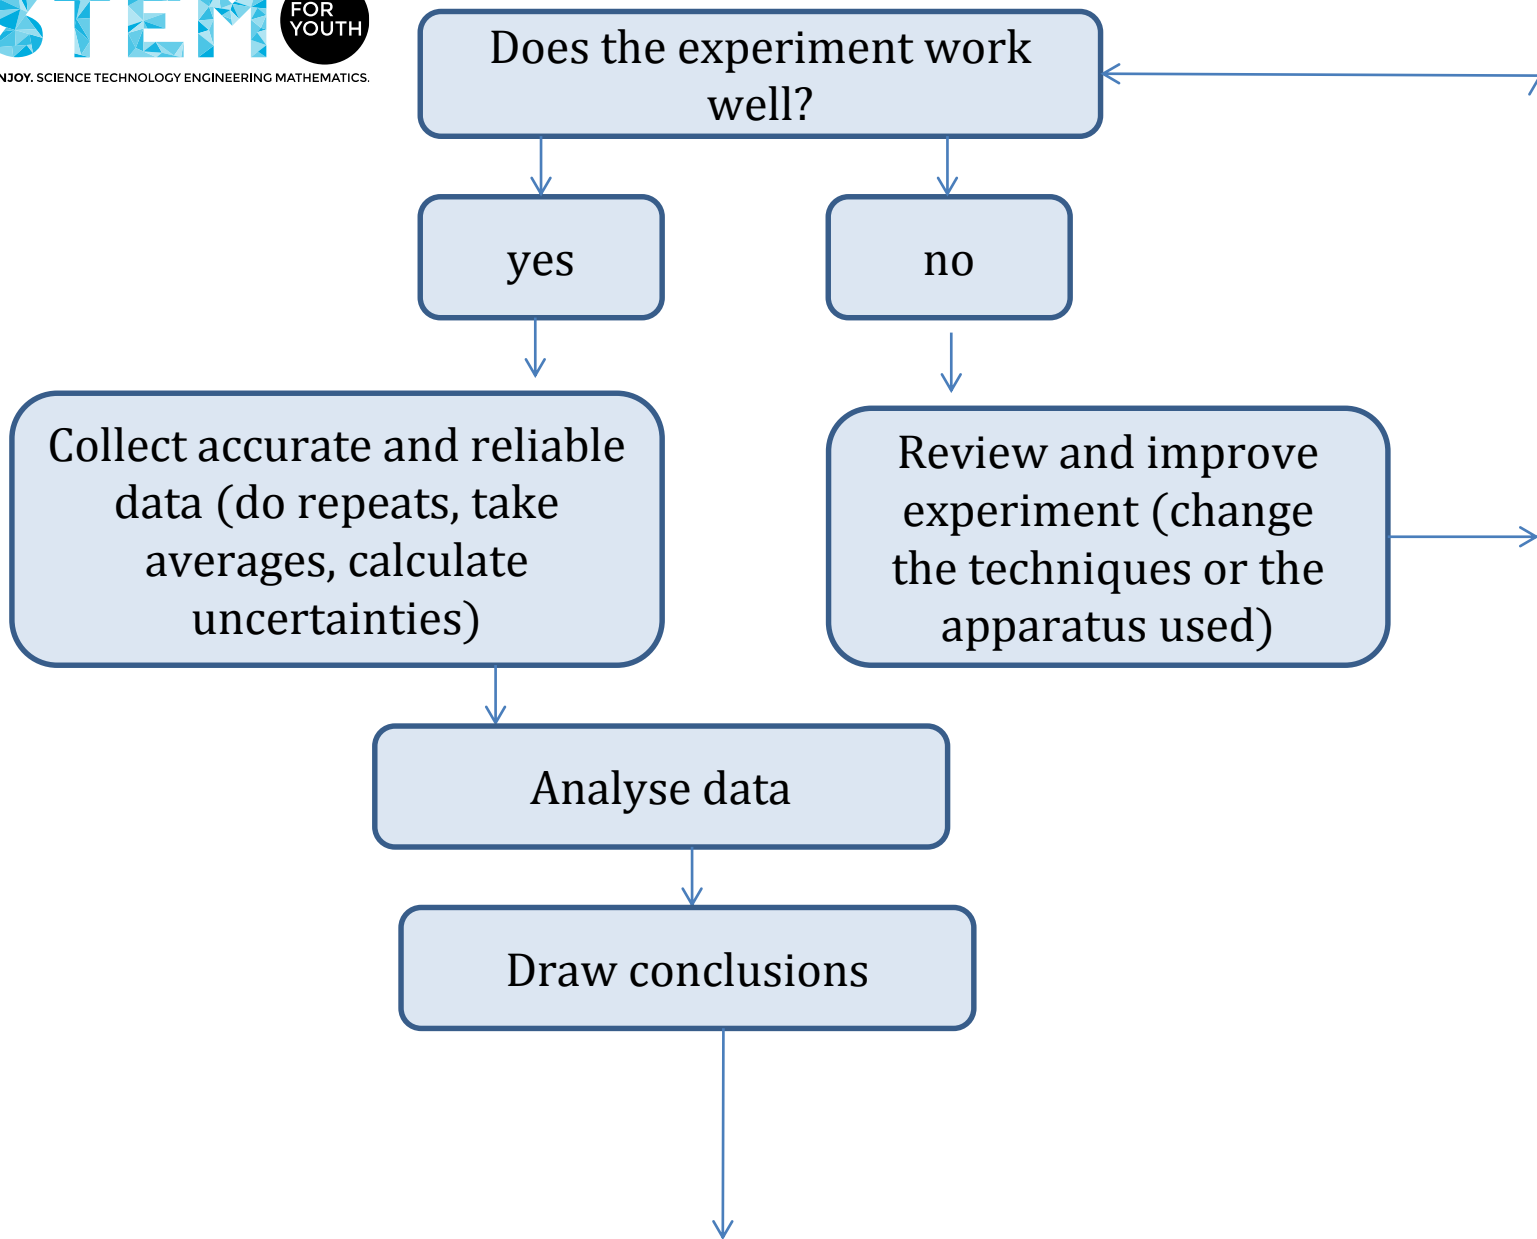 STEM
FOR
YOUTH
NJOY. SCIENCE TECHNOLOGY ENGINEERING MATHEMATICS.
Does the experiment work
well?
yes
no
Collect accurate and reliable
data (do repeats, take
averages, calculate
uncertainties)
Review and improve
experiment (change
the techniques or the
apparatus used)
Analyse data
Draw conclusions